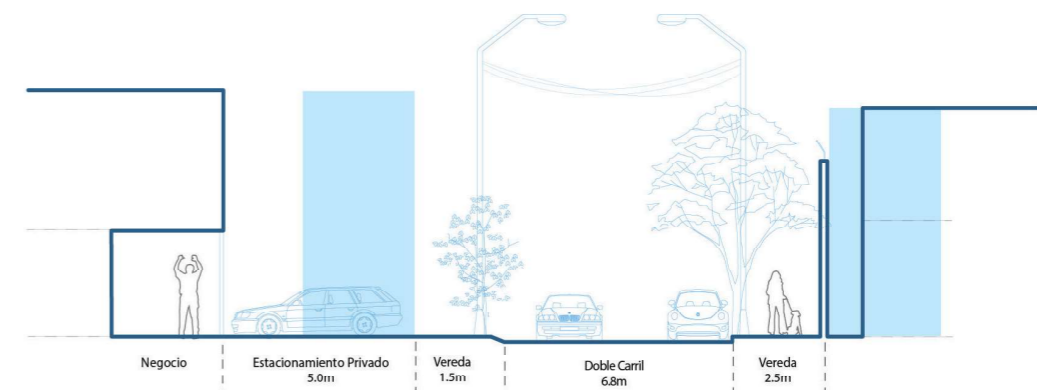 Negocio
Estacionamiento Privado
5.0m
Vereda
1.5m
Doble Carril
6.8m
Vereda
2.5m